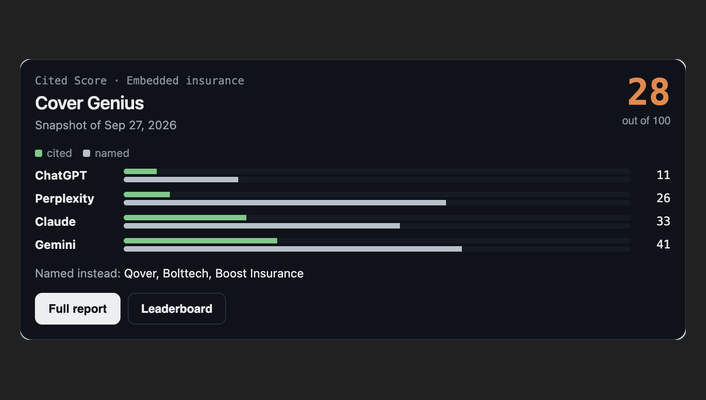 Cited Score · Embedded insurance
Cover Genius
28
Snapshot of Sep 27, 2026
out of 100
cited named
ChatGPT 11
Perplexity 26
Claude 33
Gemini 41
Named instead: Qover, Bolttech, Boost Insurance
Full report Leaderboard